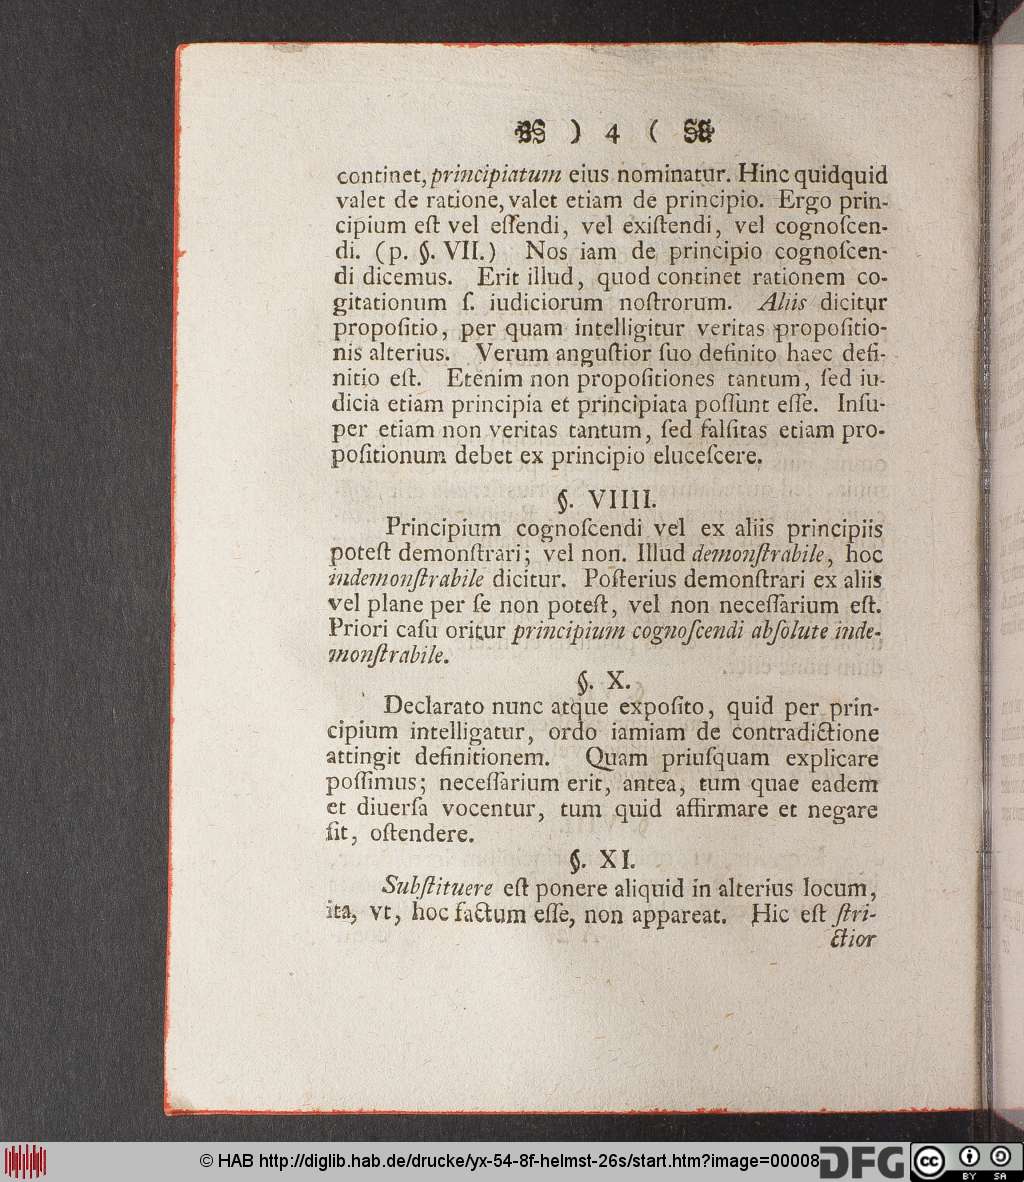 ) 4 (
continet, principiatum eius nominatur. Hinc quidquid
valet de ratione, valet etiam de principio. Ergo prin-
cipium eſt vel eſſendi, vel exiſtendi, vel cognoſcen-
di. (p. §. VII.) Nos iam de principio cognoſcen-
di dicemus. Erit illud, quod continet rationem co-
gitationum ſ. iudiciorum noſtrorum. Aliis dicitur
propoſitio, per quam intelligitur veritas propoſitio-
nis alterius. Verum anguſtior ſuo definito haec defi-
nitio eſt. Etenim non propoſitiones tantum, ſed iu-
dicia etiam principia et principiata poſſunt eſſe. Inſu-
per etiam non veritas tantum, ſed falſitas etiam pro-
poſitionum debet ex principio eluceſcere.
§. VIIII.
Principium cognoſcendi vel ex aliis principiis
poteſt demonſtrari; vel non. Illud demonſtrabile, hoc
indemonſtrabile dicitur. Poſterius demonſtrari ex aliis
vel plane per ſe non poteſt, vel non neceſſarium eſt.
Priori caſu oritur principium cognoſcendi abſolute inde-
monſtrabile.
§. X.
Declarato nunc atque expoſito, quid per prin-
cipium intelligatur, ordo iamiam de contradictione
attingit definitionem. Quam priuſquam explicare
poſſimus; neceſſarium erit, antea, tum quae eadem
et diuerſa vocentur, tum quid affirmare et negare
ſit, oſtendere.
§. XI.
Subſtituere eſt ponere aliquid in alterius locum,
ita, vt, hoc factum eſſe, non appareat. Hic eſt ſtri-
ctior
© HAB http://diglib.hab.de/drucke/yx-54-8f-helmst-26s/start.htm?image=00008
DFG
cc BY SA